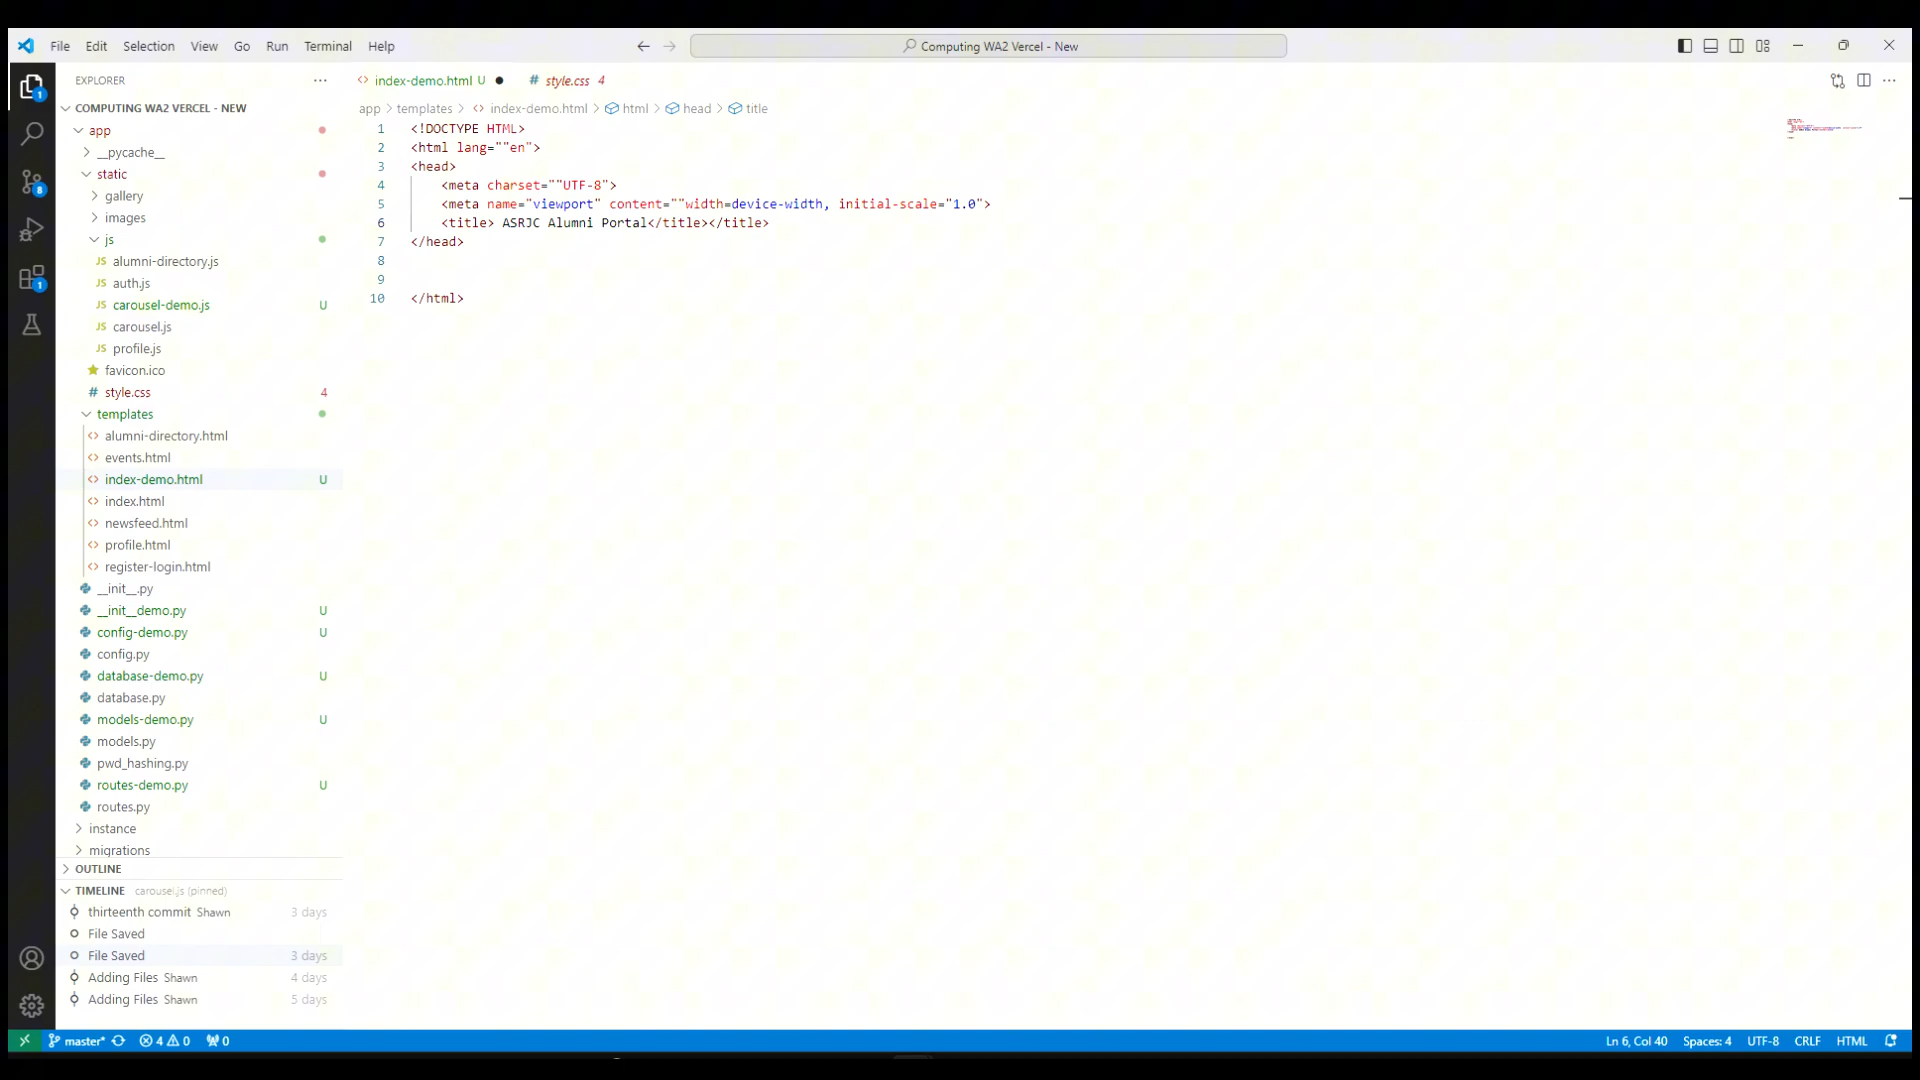 File Edit Selection View Go Run Terminal Help
Computing WA2 Vercel - New
EXPLORER
index-demo.html U
# style.css 4
COMPUTING WA2 VERCEL - NEW
app > templates > index-demo.html > html > head > title
app
__pycache__
static
gallery
images
js
JS alumni-directory.js
JS auth.js
JS carousel-demo.js U
JS carousel.js
JS profile.js
favicon.ico
# style.css 4
templates
alumni-directory.html
events.html
index-demo.html U
index.html
newsfeed.html
profile.html
register-login.html
__init__.py
__init__demo.py U
config-demo.py U
config.py
database-demo.py U
database.py
models-demo.py U
models.py
pwd_hashing.py
routes-demo.py U
routes.py
instance
migrations
OUTLINE
TIMELINE carousel.js (pinned)
thirteenth commit Shawn 3 days
File Saved
File Saved 3 days
Adding Files Shawn 4 days
Adding Files Shawn 5 days
1 <!DOCTYPE HTML>
2 <html lang=""en">
3 <head>
4 <meta charset=""UTF-8">
5 <meta name="viewport" content=""width=device-width, initial-scale="1.0">
6 <title> ASRJC Alumni Portal</title></title>
7 </head>
8
9
10 </html>
1
8
1
master* 4 0 0
Ln 6, Col 40 Spaces: 4 UTF-8 CRLF HTML